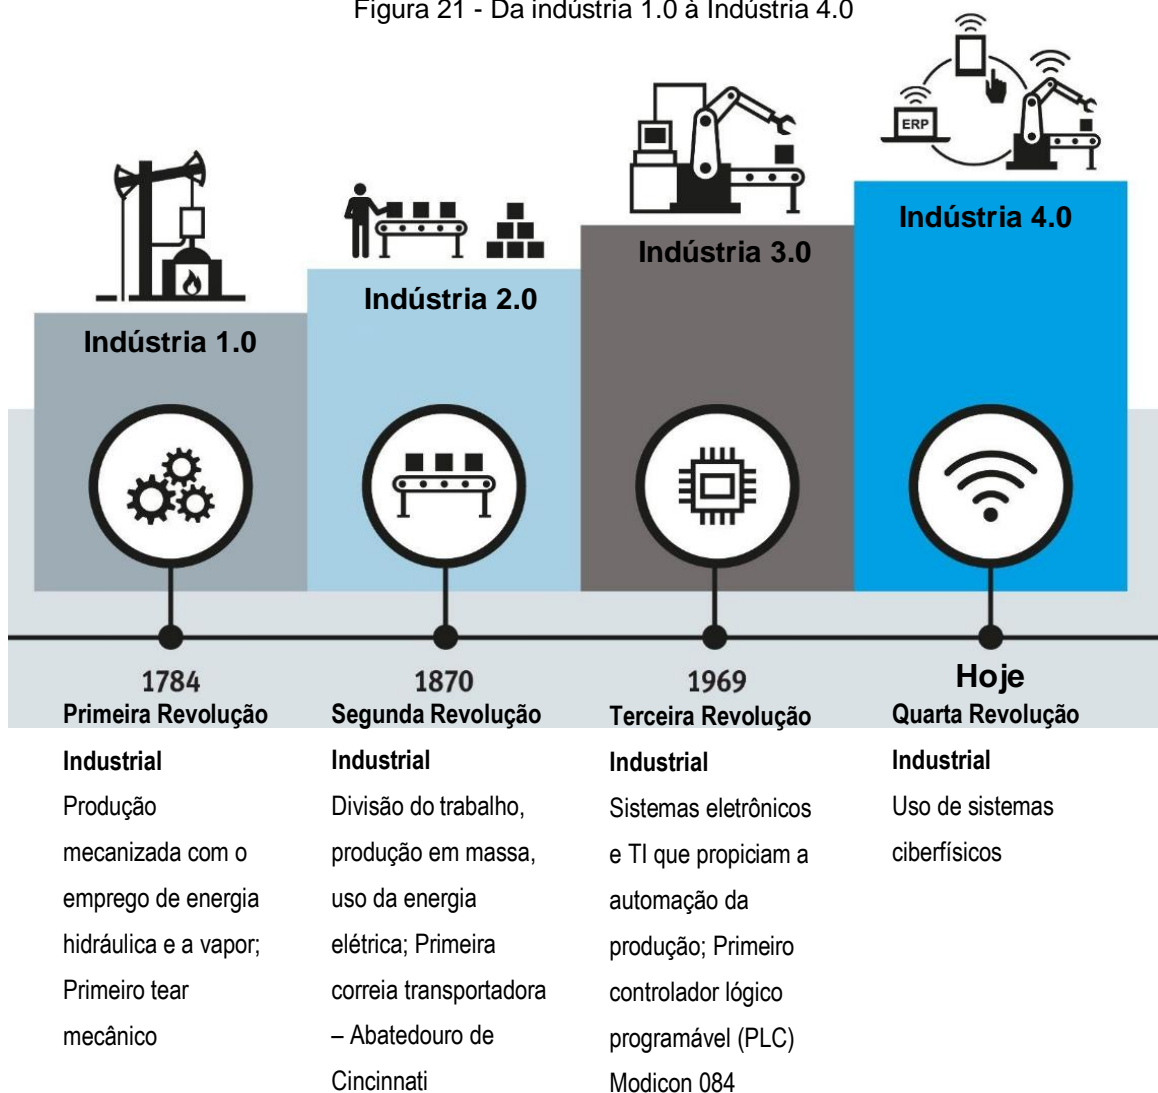 Figura 21 - Da indústria 1.0 à Indústria 4.0
ERP
Indústria 4.0
Indústria 3.0
Indústria 2.0
Indústria 1.0
1784
Primeira Revolução
Industrial
Produção
mecanizada com o
emprego de energia
hidráulica e a vapor;
Primeiro tear
mecânico
1870
Segunda Revolução
Industrial
Divisão do trabalho,
produção em massa,
uso da energia
elétrica; Primeira
correia transportadora
– Abatedouro de
Cincinnati
1969
Terceira Revolução
Industrial
Sistemas eletrônicos
e TI que propiciam a
automação da
produção; Primeiro
controlador lógico
programável (PLC)
Modicon 084
Hoje
Quarta Revolução
Industrial
Uso de sistemas
ciberfísicos